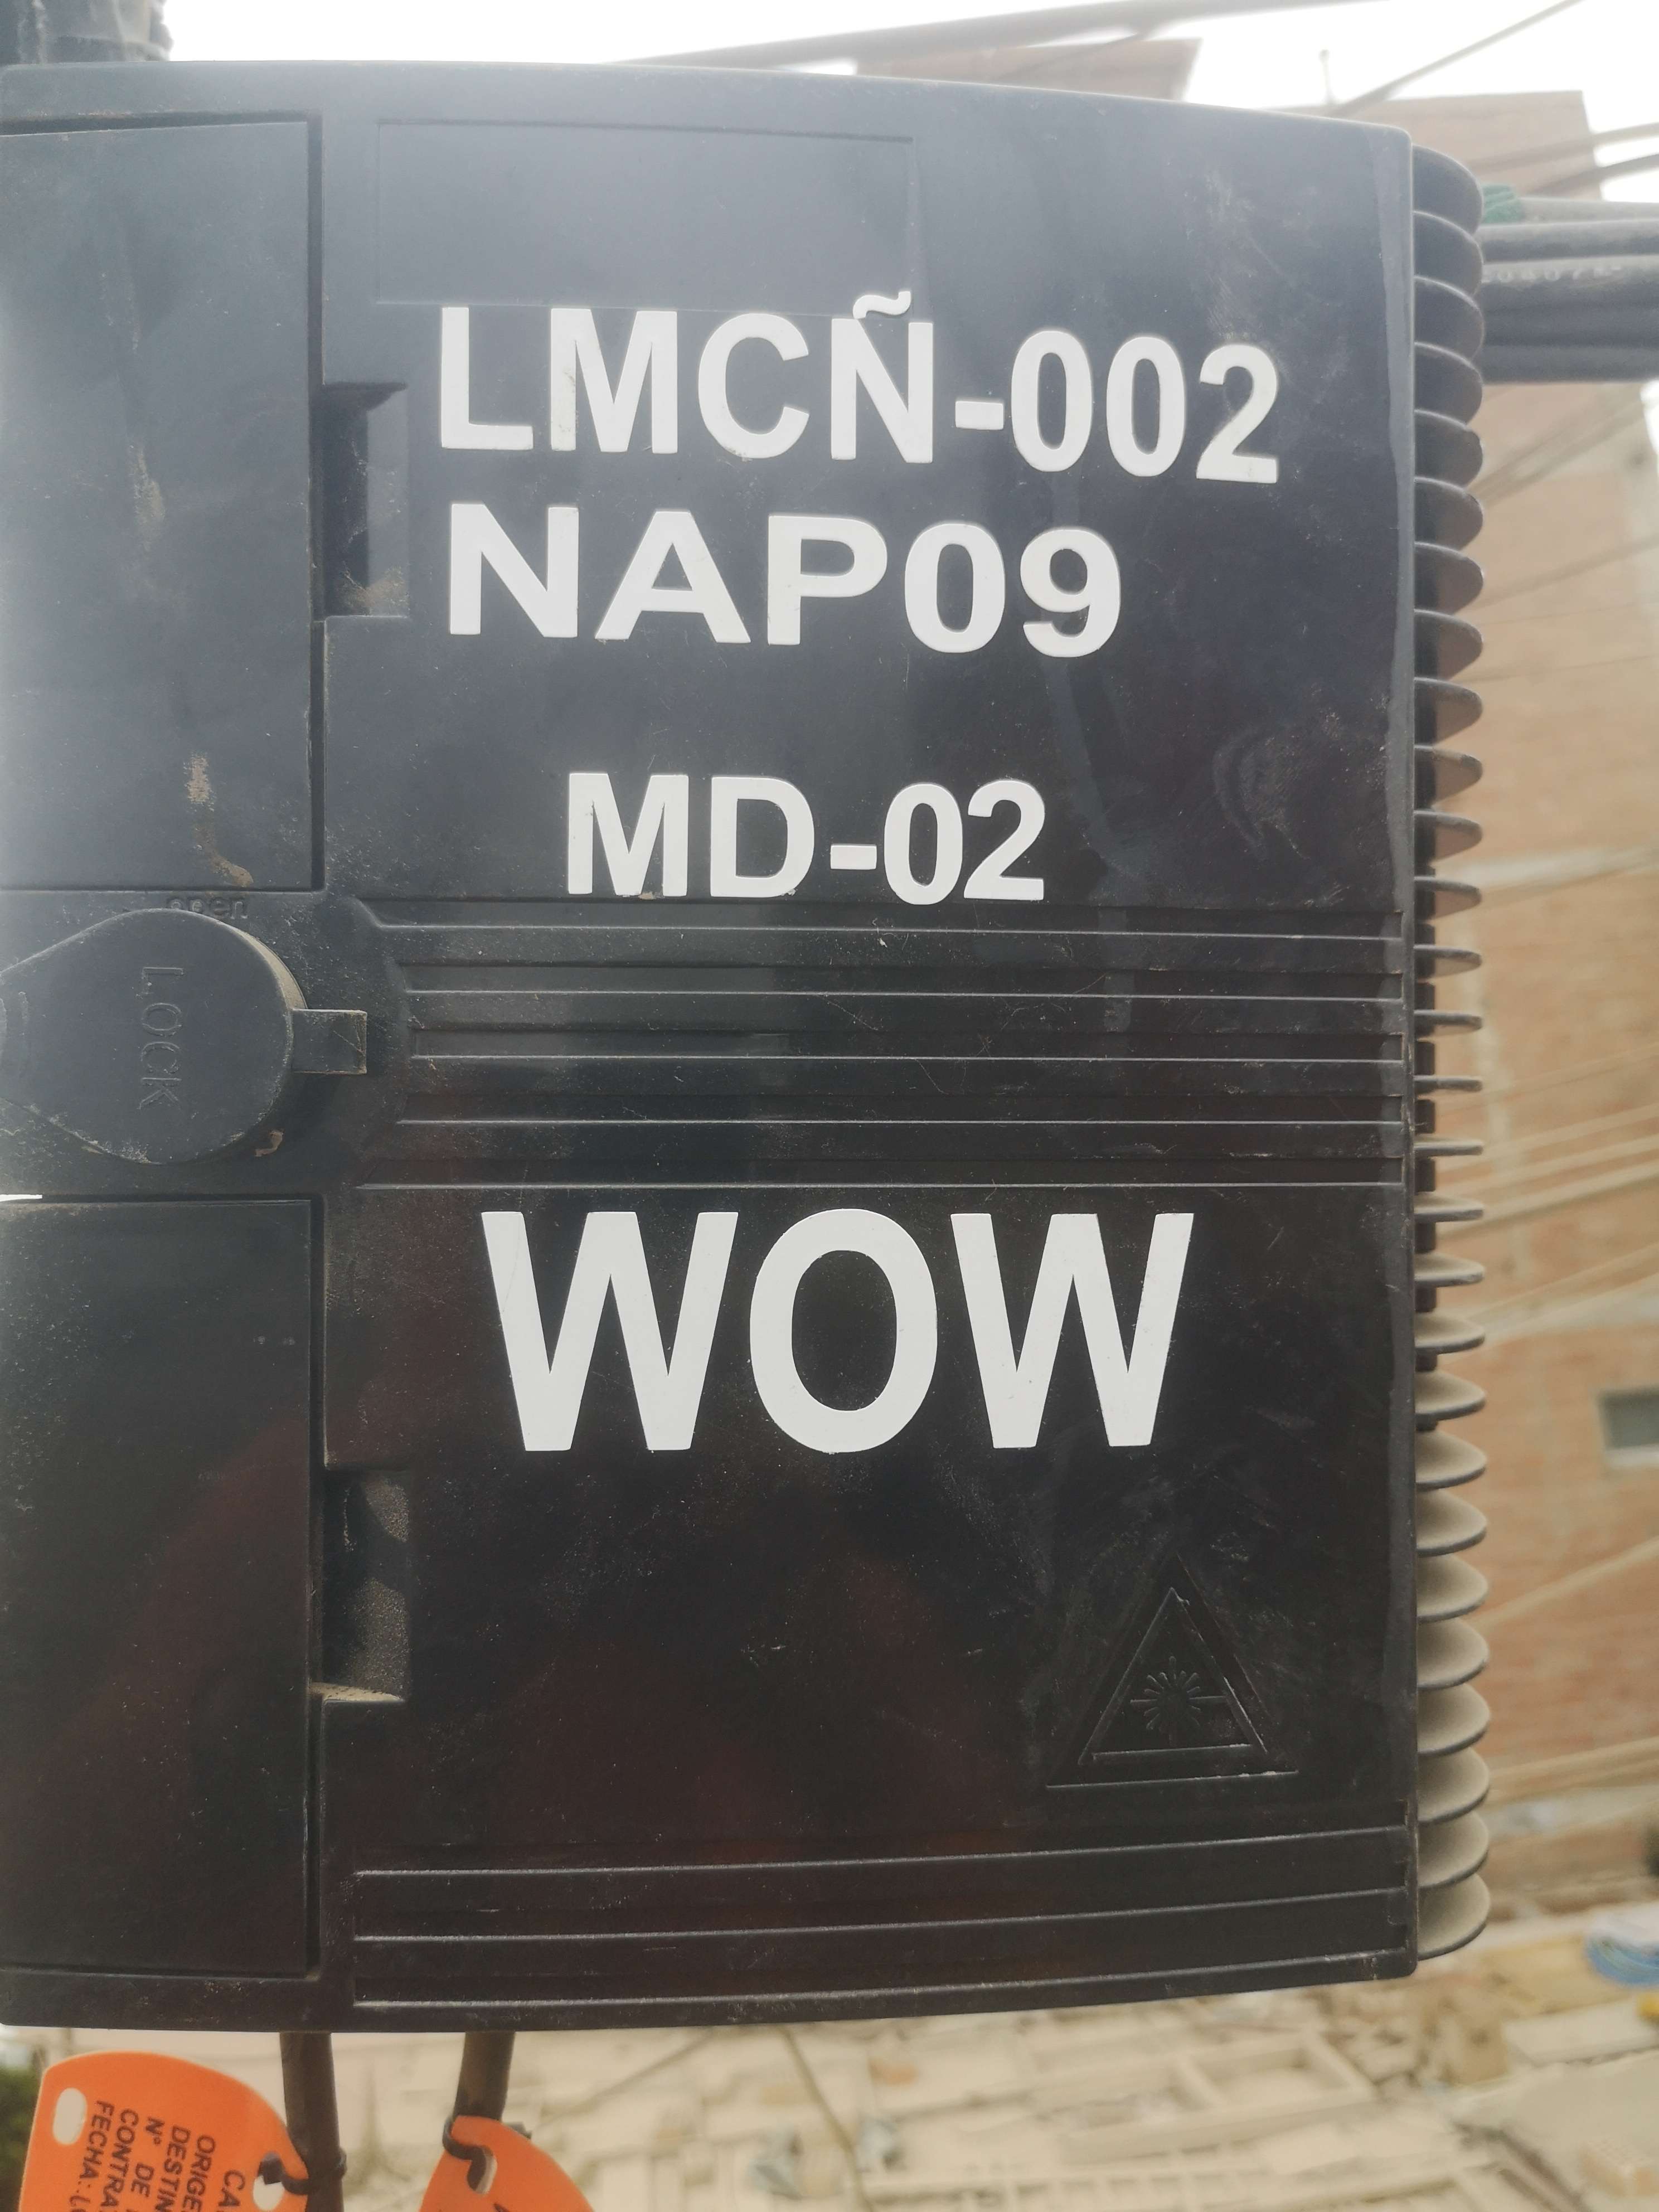 LMCÑ-002
NAP09
MD-02
open
LOCK
WOW